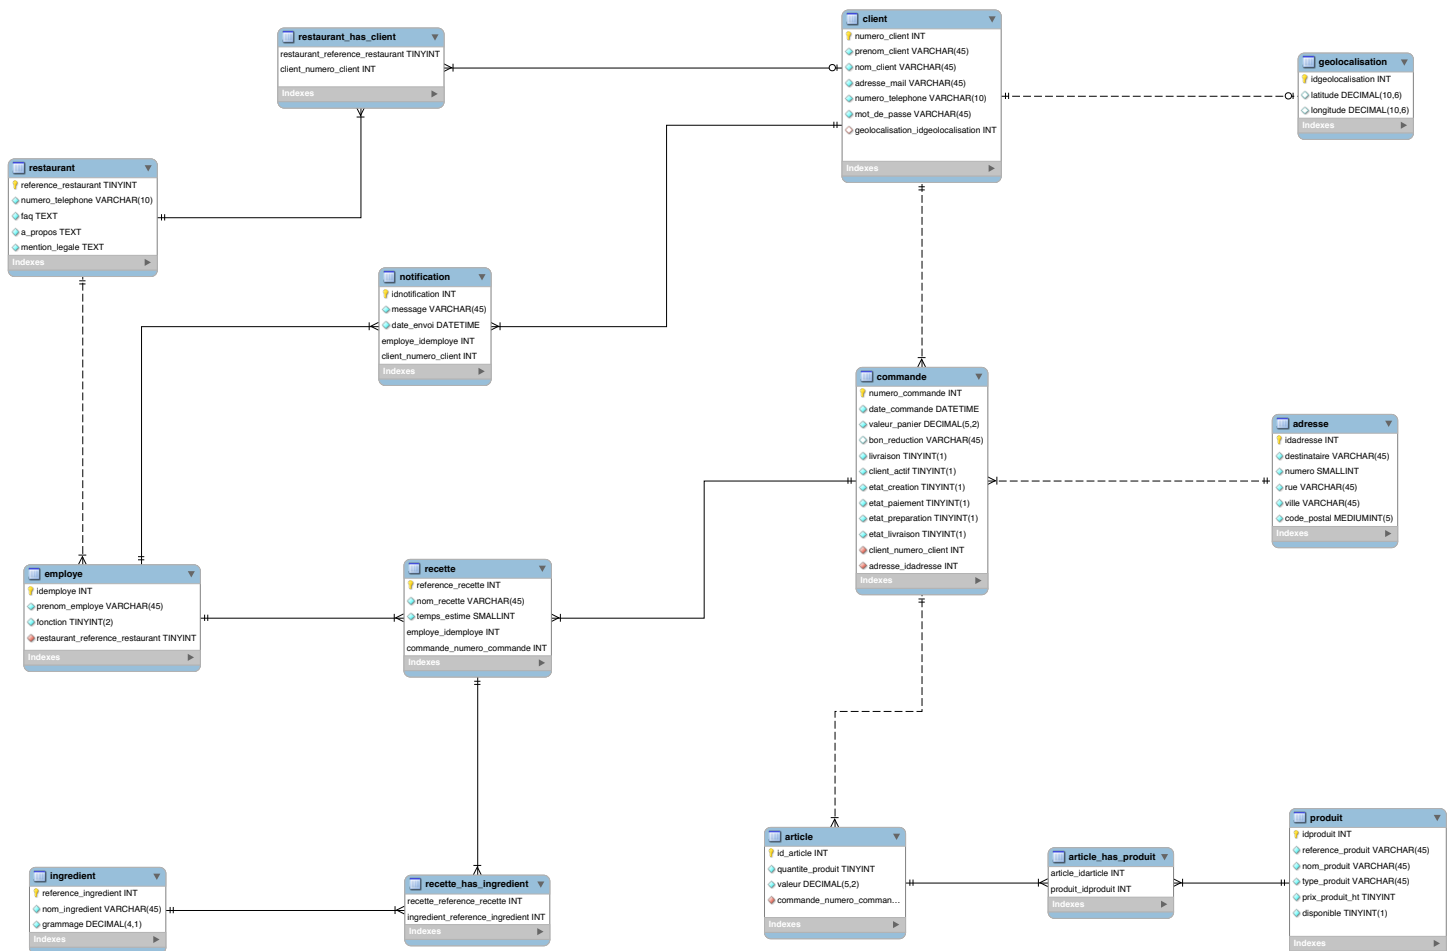 restaurant_has_client
restaurant_reference_restaurant TINYINT
client_numero_client INT
Indexes
client
numero_client INT
prenom_client VARCHAR(45)
nom_client VARCHAR(45)
adresse_mail VARCHAR(45)
numero_telephone VARCHAR(10)
mot_de_passe VARCHAR(45)
geolocalisation_idgeolocalisation INT
Indexes
geolocalisation
idgeolocalisation INT
latitude DECIMAL(10,6)
longitude DECIMAL(10,6)
Indexes
restaurant
reference_restaurant TINYINT
numero_telephone VARCHAR(10)
faq TEXT
a_propos TEXT
mention_legale TEXT
Indexes
notification
idnotification INT
message VARCHAR(45)
date_envoi DATETIME
employe_idemploye INT
client_numero_client INT
Indexes
commande
numero_commande INT
date_commande DATETIME
valeur_panier DECIMAL(5,2)
bon_reduction VARCHAR(45)
livraison TINYINT(1)
client_actif TINYINT(1)
etat_creation TINYINT(1)
etat_paiement TINYINT(1)
etat_preparation TINYINT(1)
etat_livraison TINYINT(1)
client_numero_client INT
adresse_idadresse INT
Indexes
adresse
idadresse INT
destinataire VARCHAR(45)
numero SMALLINT
rue VARCHAR(45)
ville VARCHAR(45)
code_postal MEDIUMINT(5)
Indexes
employe
idemploye INT
prenom_employe VARCHAR(45)
fonction TINYINT(2)
restaurant_reference_restaurant TINYINT
Indexes
recette
reference_recette INT
nom_recette VARCHAR(45)
temps_estime SMALLINT
employe_idemploye INT
commande_numero_commande INT
Indexes
ingredient
reference_ingredient INT
nom_ingredient VARCHAR(45)
grammage DECIMAL(4,1)
Indexes
recette_has_ingredient
recette_reference_recette INT
ingredient_reference_ingredient INT
Indexes
article
id_article INT
quantite_produit TINYINT
valeur DECIMAL(5,2)
commande_numero_comman...
Indexes
article_has_produit
article_idarticle INT
produit_idproduit INT
Indexes
produit
idproduit INT
reference_produit VARCHAR(45)
nom_produit VARCHAR(45)
type_produit VARCHAR(45)
prix_produit_ht TINYINT
disponible TINYINT(1)
Indexes